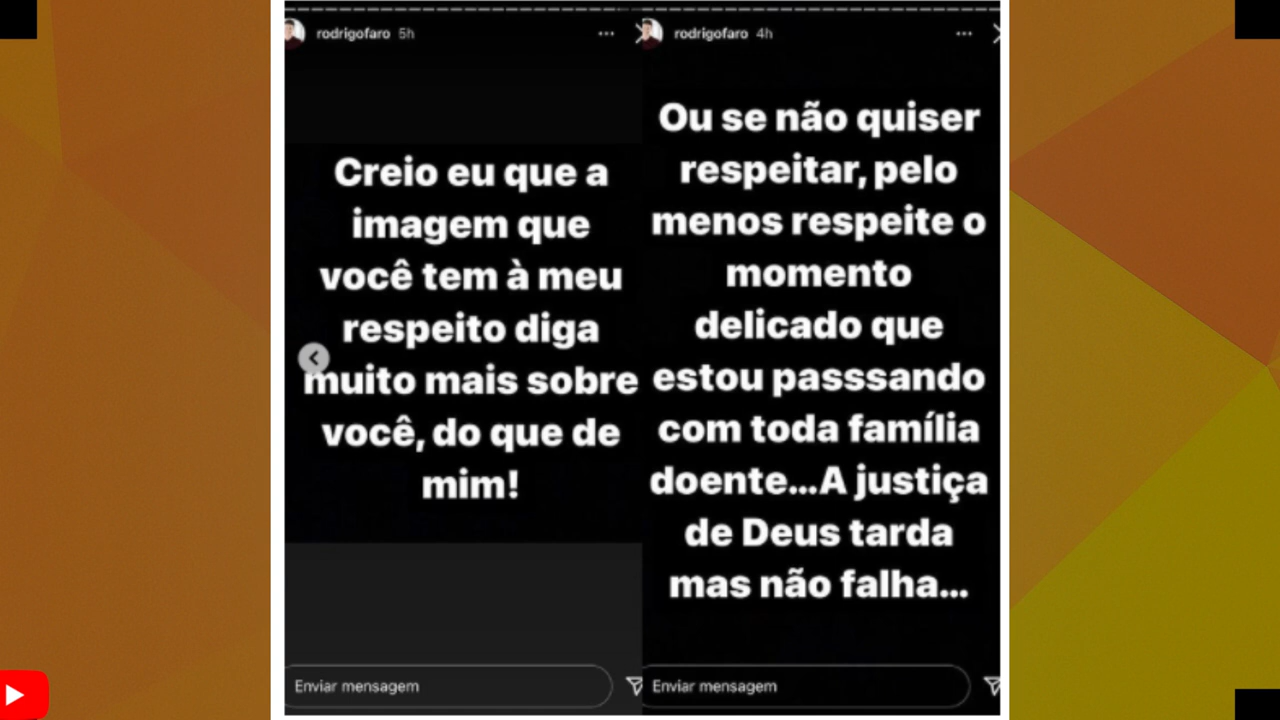 rodrigofaro 5h
Creio eu que a
imagem que
você tem à meu
respeito diga
muito mais sobre
você, do que de
mim!
Enviar mensagem
rodrigofaro 4h
Ou se não quiser
respeitar, pelo
menos respeite o
momento
delicado que
estou passsando
com toda família
doente...A justiça
de Deus tarda
mas não falha...
Enviar mensagem